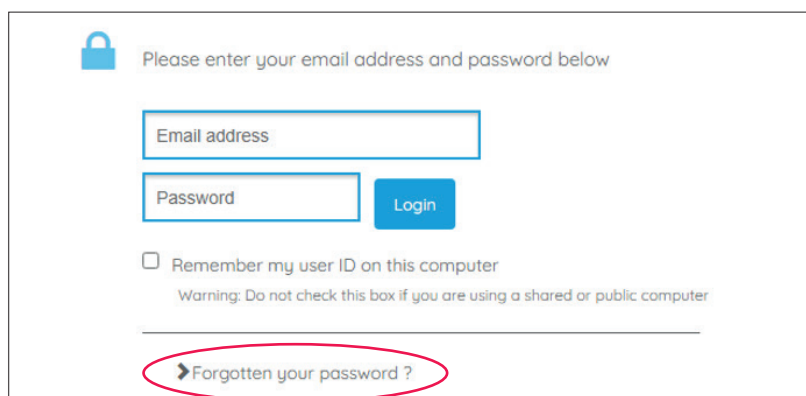 Please enter your email address and password below
Email address
Password
Login
Remember my user ID on this computer
Warning: Do not check this box if you are using a shared or public computer
Forgotten your password ?